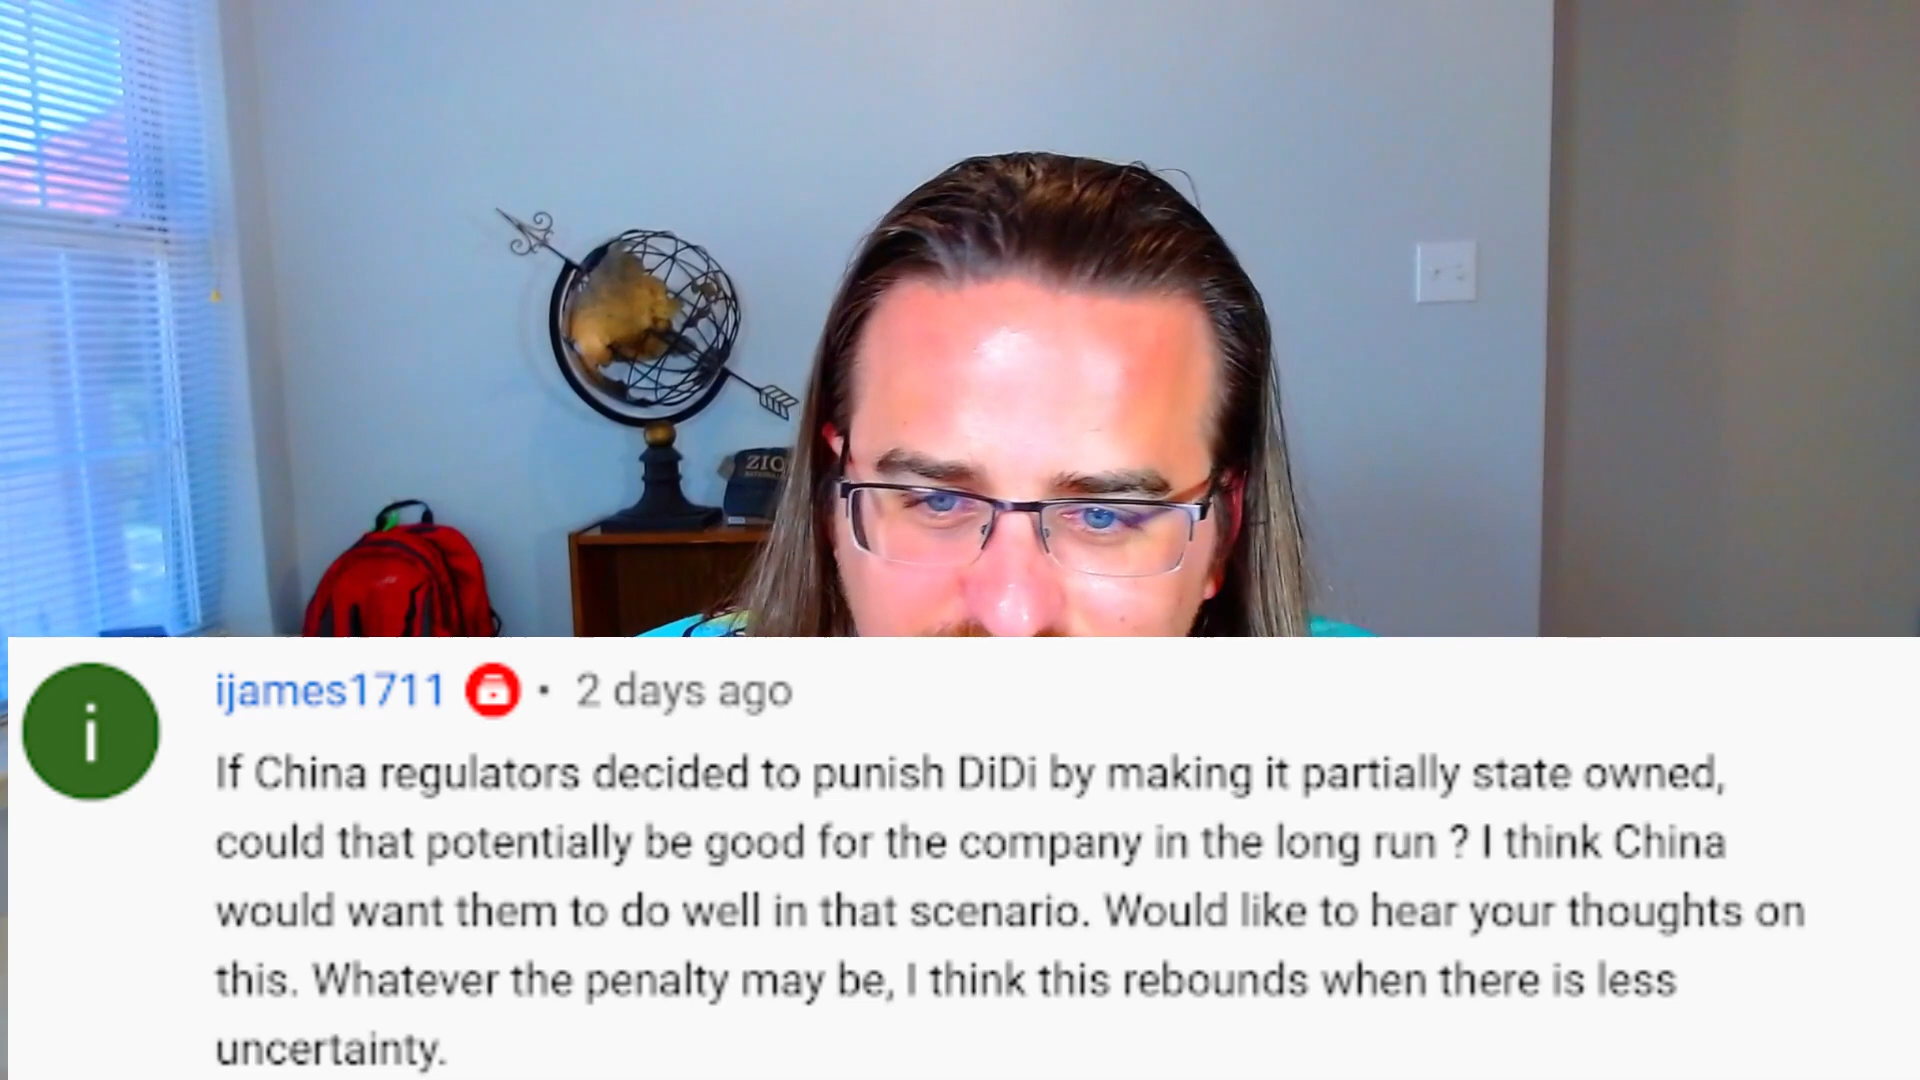 ZIO
ijames1711 • 2 days ago
i
If China regulators decided to punish DiDi by making it partially state owned,
could that potentially be good for the company in the long run ? I think China
would want them to do well in that scenario. Would like to hear your thoughts on
this. Whatever the penalty may be, I think this rebounds when there is less
uncertainty.